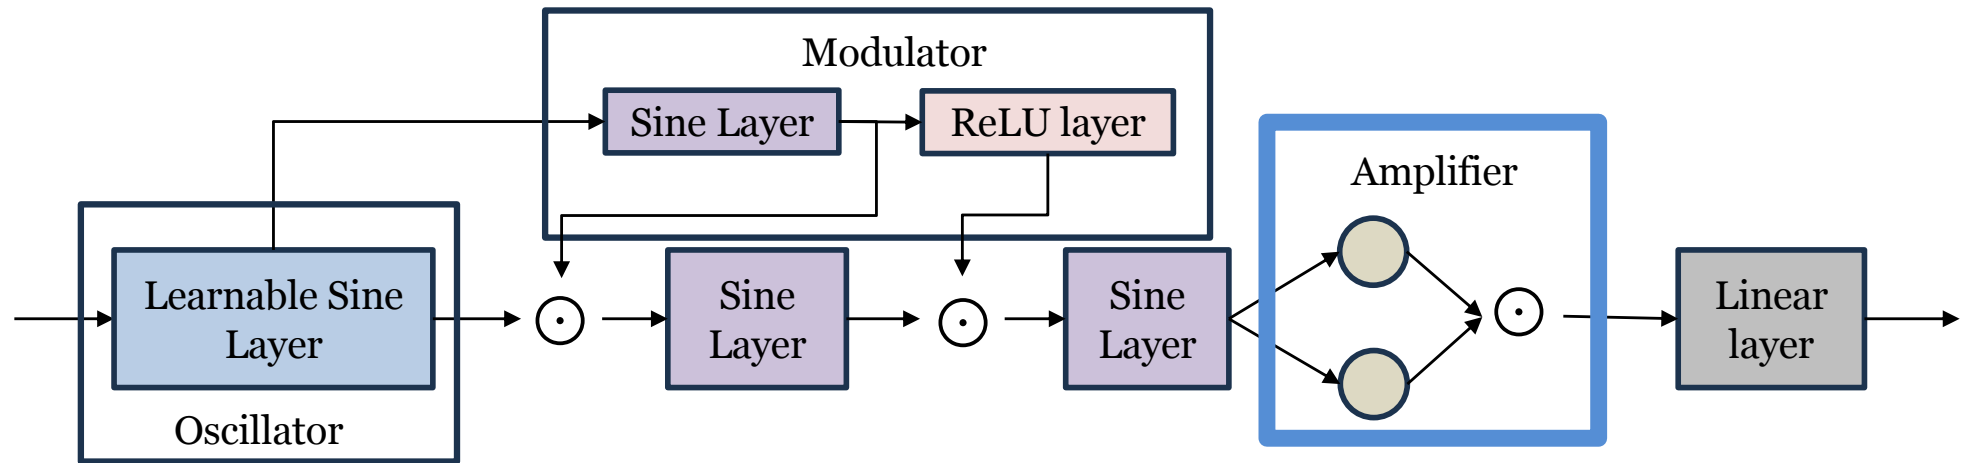 Modulator
Sine Layer
ReLU layer
Amplifier
Learnable Sine
Layer
Sine
Layer
Sine
Layer
Linear
layer
Oscillator